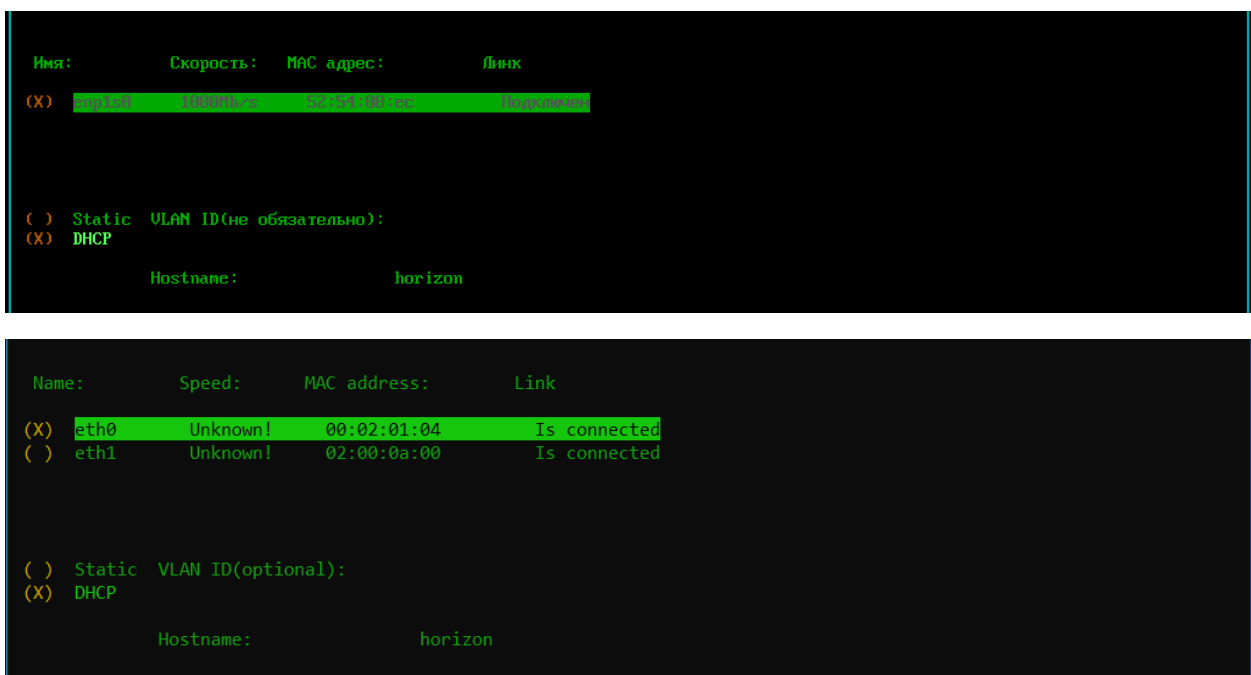 Имя: Скорость: MAC адрес: Линк
(X) enp1s0 1000Mb/s 52:54:00:ec Подключен
( ) Static VLAN ID(не обязательно):
(X) DHCP
Hostname: horizon
Name: Speed: MAC address: Link
(X) eth0 Unknown! 00:02:01:04 Is connected
( ) eth1 Unknown! 02:00:0a:00 Is connected
( ) Static VLAN ID(optional):
(X) DHCP
Hostname: horizon